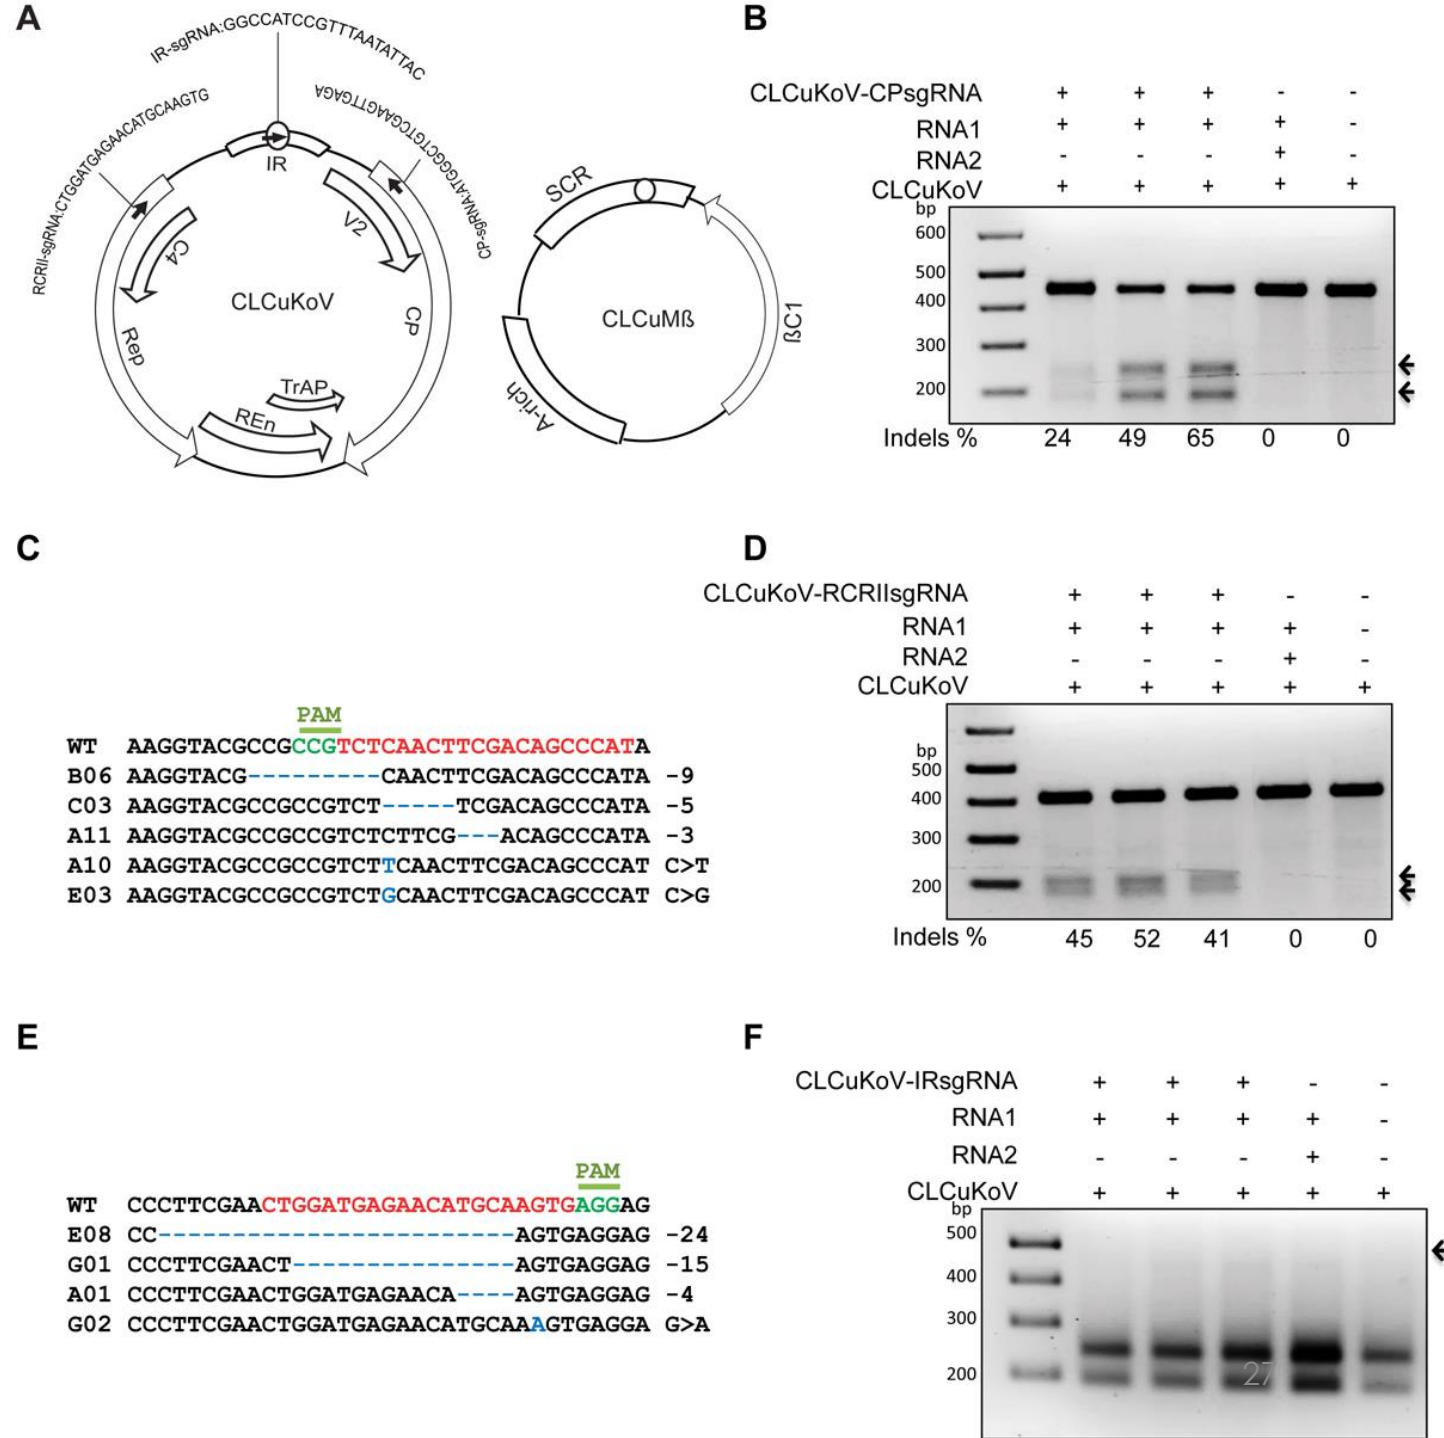 A
IR-sgRNA:GGCCATCCGTTTAATATTAC
RCRII-sgRNA:CTGGATGAGAACATGCAAGTG
CP-sgRNA:ATGGGCTGTCGAAGTTGAGA
IR
V2
C4
CLCuKoV
CP
Rep
TrAP
REn
SCR
CLCuMß
ßC1
A-rich
B
CLCuKoV-CPsgRNA + + + - -
RNA1 + + + + -
RNA2 - - - + -
CLCuKoV + + + + +
bp
600
500
400
300
200
Indels % 24 49 65 0 0
C
PAM
WT AAGGTACGCCGCCGTCTCAACTTCGACAGCCCATA
B06 AAGGTACG---------CAACTTCGACAGCCCATA -9
C03 AAGGTACGCCGCCGTCT-----TCGACAGCCCATA -5
A11 AAGGTACGCCGCCGTCTCTTCG---ACAGCCCATA -3
A10 AAGGTACGCCGCCGTCTTCAACTTCGACAGCCCAT C>T
E03 AAGGTACGCCGCCGTCTGCAACTTCGACAGCCCAT C>G
D
CLCuKoV-RCRIIsgRNA + + + - -
RNA1 + + + + -
RNA2 - - - + -
CLCuKoV + + + + +
bp
500
400
300
200
Indels % 45 52 41 0 0
E
PAM
WT CCCTTCGAACTGGATGAGAACATGCAAGTGAGGAG
E08 CC------------------------AGTGAGGAG -24
G01 CCCTTCGAACT---------------AGTGAGGAG -15
A01 CCCTTCGAACTGGATGAGAACA----AGTGAGGAG -4
G02 CCCTTCGAACTGGATGAGAACATGCAAAGTGAGGA G>A
F
CLCuKoV-IRsgRNA + + + - -
RNA1 + + + + -
RNA2 - - - + -
CLCuKoV + + + + +
bp
500
400
300
200
27